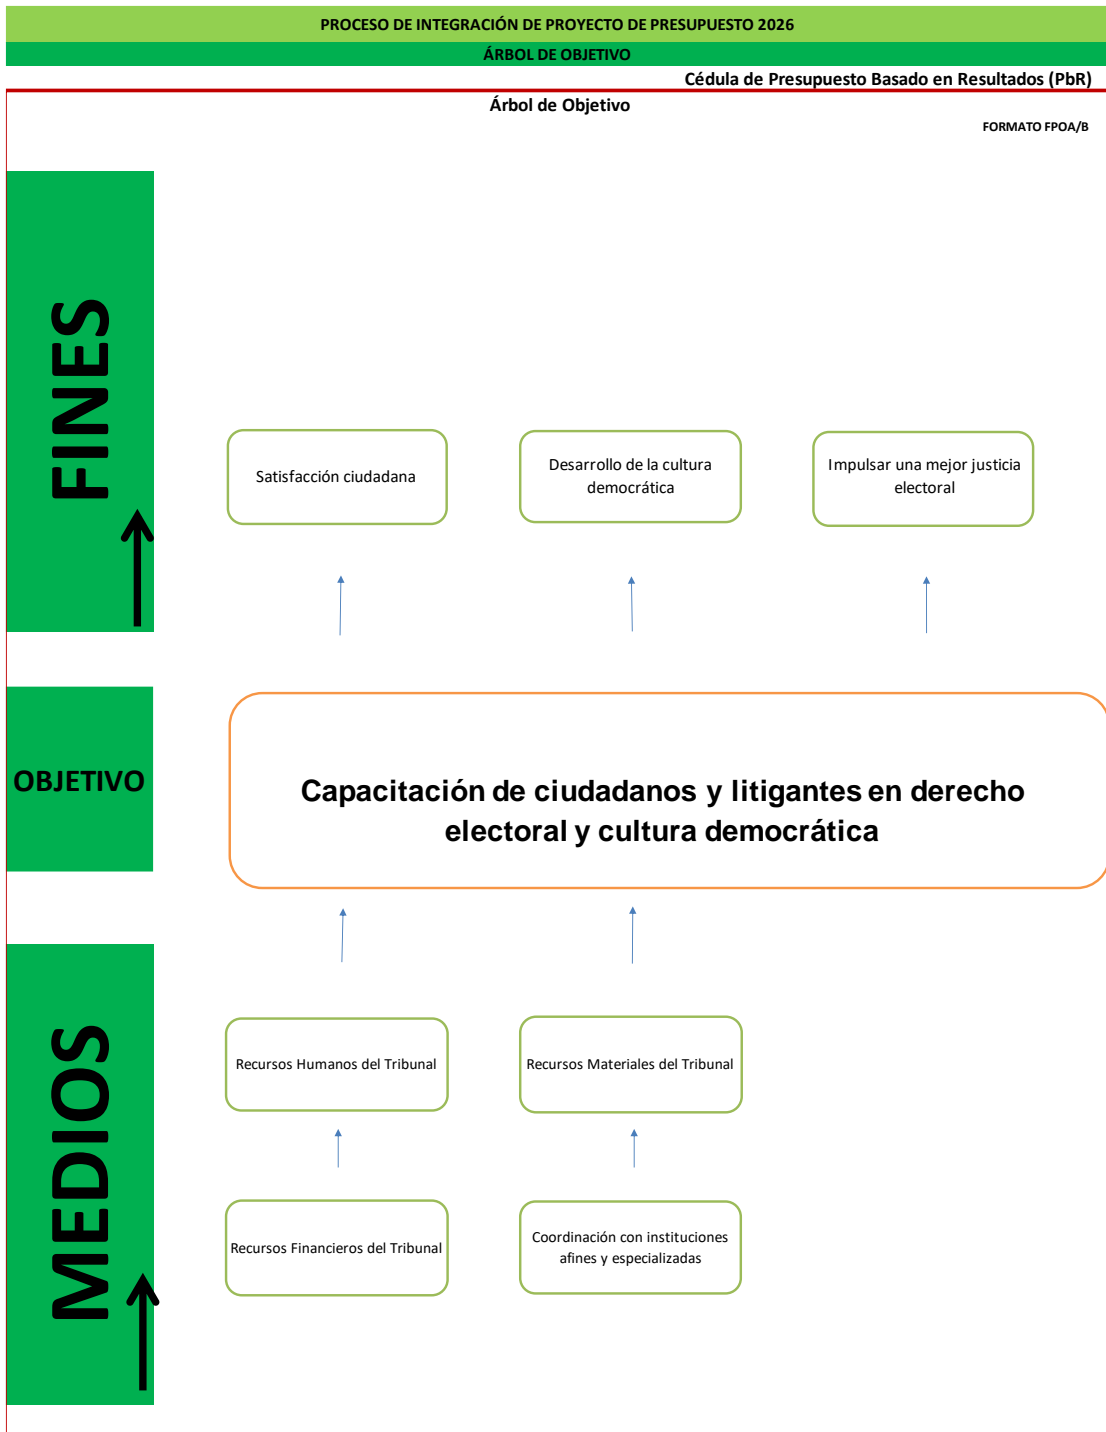 PROCESO DE INTEGRACIÓN DE PROYECTO DE PRESUPUESTO 2026
ÁRBOL DE OBJETIVO
Cédula de Presupuesto Basado en Resultados (PbR)
Árbol de Objetivo
FORMATO FPOA/B
FINES
Satisfacción ciudadana
Desarrollo de la cultura
democrática
Impulsar una mejor justicia
electoral
OBJETIVO
Capacitación de ciudadanos y litigantes en derecho
electoral y cultura democrática
MEDIOS
Recursos Humanos del Tribunal
Recursos Materiales del Tribunal
Recursos Financieros del Tribunal
Coordinación con instituciones
afines y especializadas